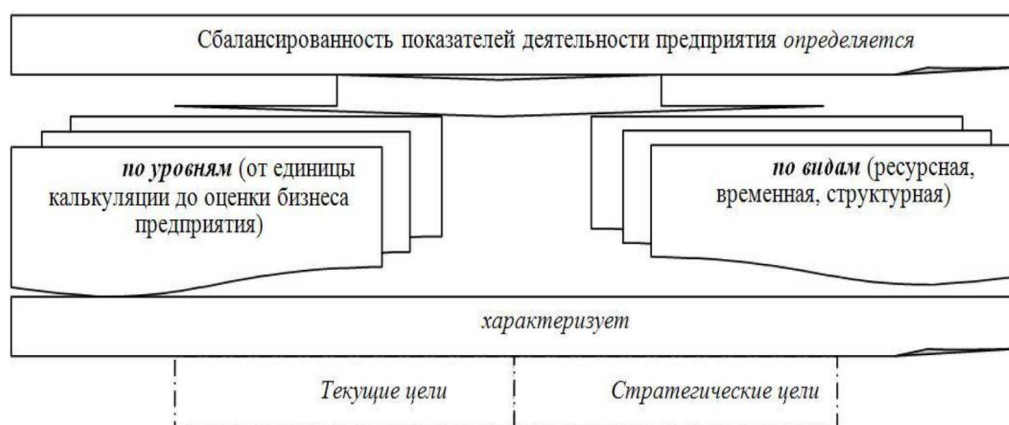 Сбалансированность показателей деятельности предприятия определяется
по уровням (от единицы
калькуляции до оценки бизнеса
предприятия)
по видам (ресурсная,
временная, структурная)
характеризует
Текущие цели
Стратегические цели